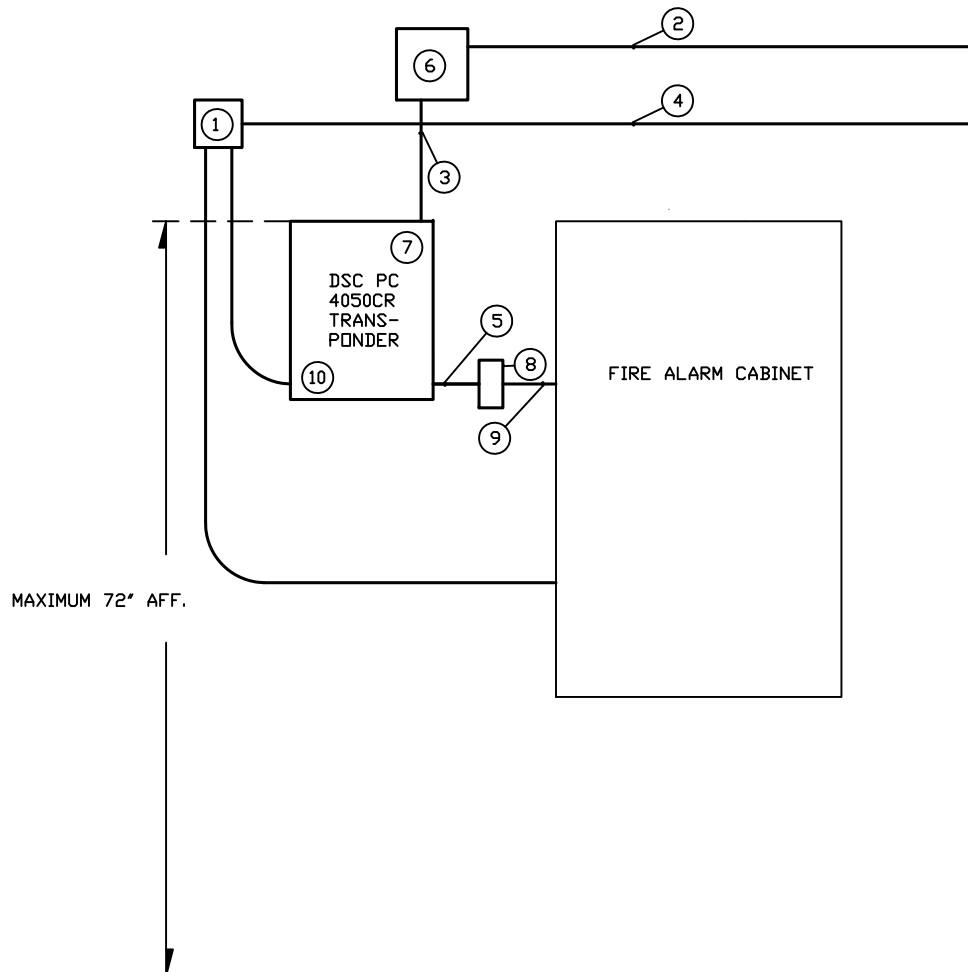 2
6
4
1
3
7
DSC PC
4050CR
TRANS-
PONDER
5
8
10
FIRE ALARM CABINET
9
MAXIMUM 72" AFF.